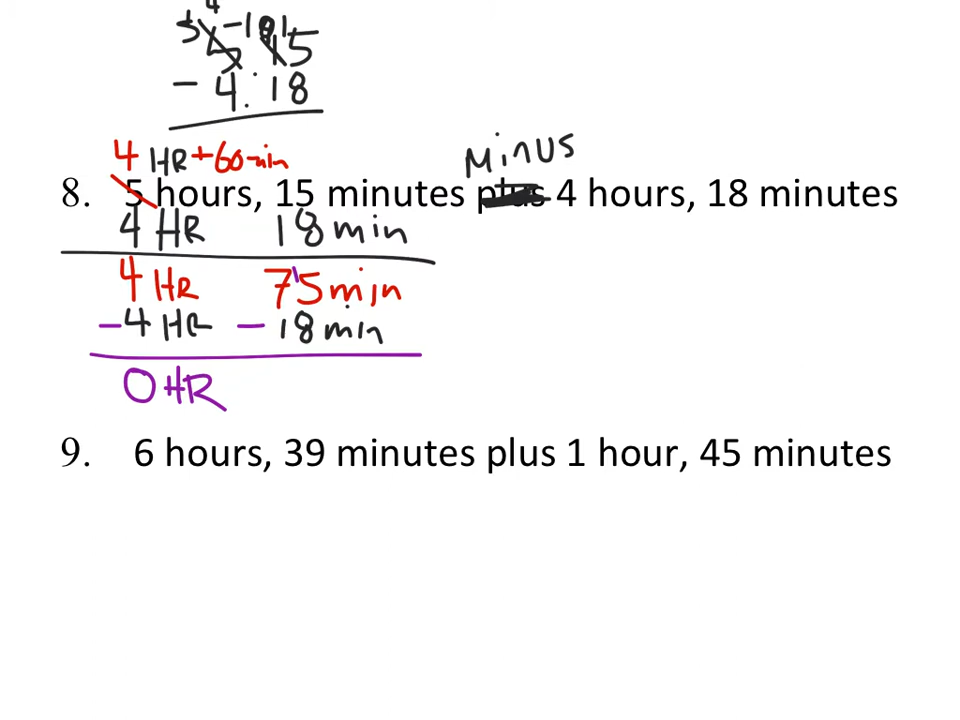 5 15
- 4.18
4 HR + 60 min
MINUS
8. 5 hours, 15 minutes plus 4 hours, 18 minutes
4 HR 18 min
4 HR 75 min
- 4 HR - 18 min
0 HR
9. 6 hours, 39 minutes plus 1 hour, 45 minutes